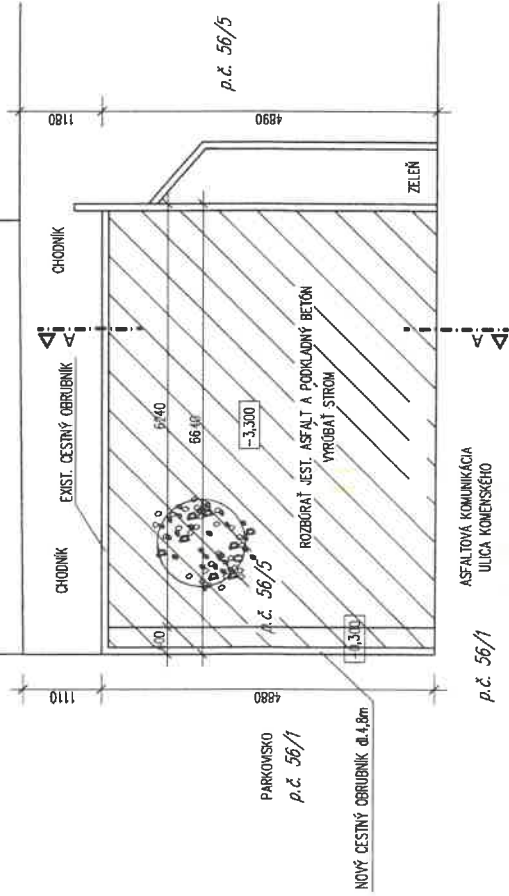 CHODNÍK
EXIST. CESTNÝ OBRUBNÍK
CHODNÍK
1180
1110
p.č. 56/5
A
6640
-3,300
ROZBÚRAŤ JEST. ASFALT A PODKLADNÝ BETÓN
VYRÚBAŤ STROM
p.č. 56/5
4890
4880
ZELEŇ
-0,300
A
PARKOVISKO
p.č. 56/1
NOVÝ CESTNÝ OBRUBNÍK dl.4,8m
ASFALTOVÁ KOMUNIKÁCIA
ULICA KOMENSKÉHO
p.č. 56/1